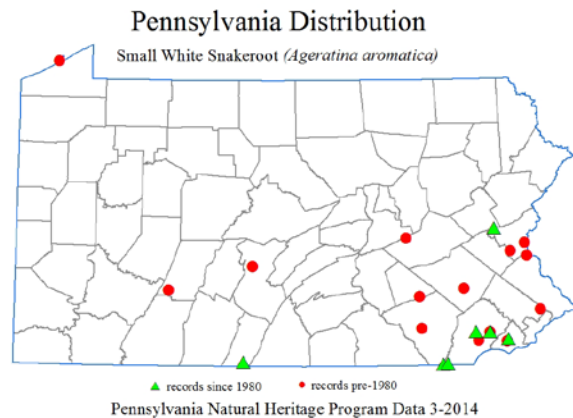 Pennsylvania Distribution
Small White Snakeroot (Ageratina aromatica)
records since 1980 records pre-1980
Pennsylvania Natural Heritage Program Data 3-2014